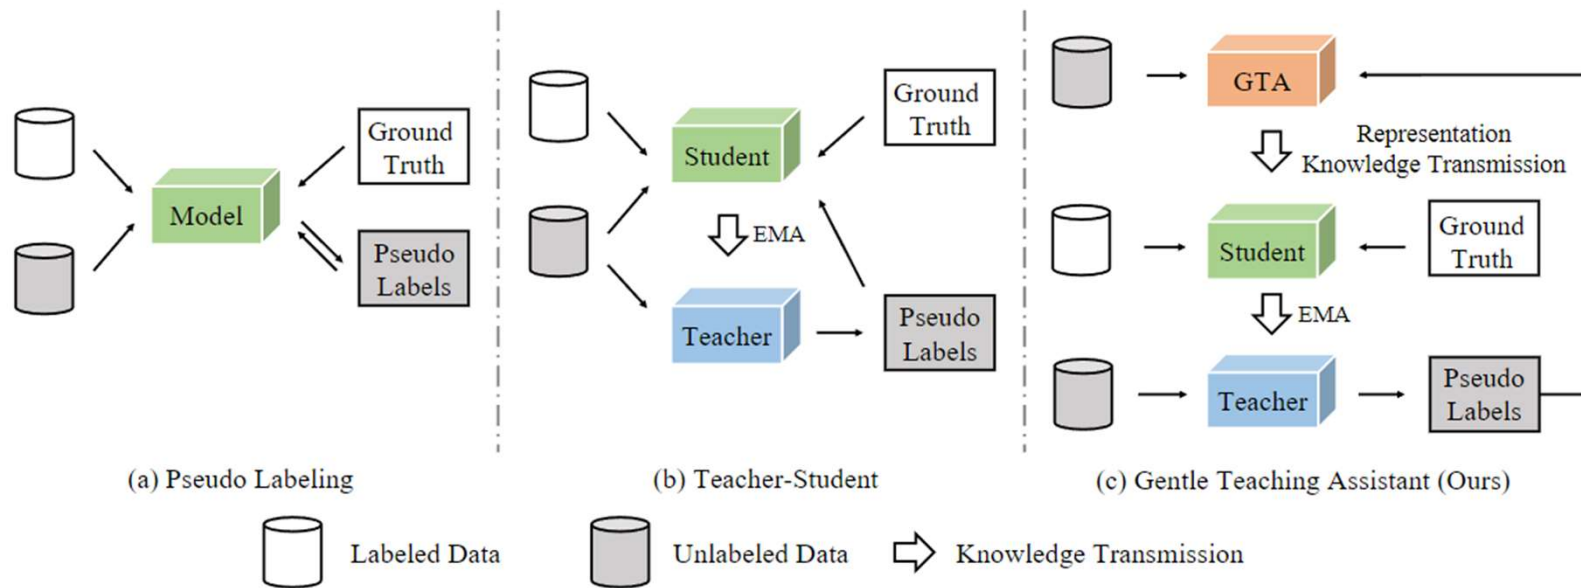 Ground
Truth
Model
Pseudo
Labels
(a) Pseudo Labeling
Ground
Truth
Student
EMA
Teacher
Pseudo
Labels
(b) Teacher-Student
GTA
Representation
Knowledge Transmission
Student
Ground
Truth
EMA
Teacher
Pseudo
Labels
(c) Gentle Teaching Assistant (Ours)
Labeled Data
Unlabeled Data
Knowledge Transmission